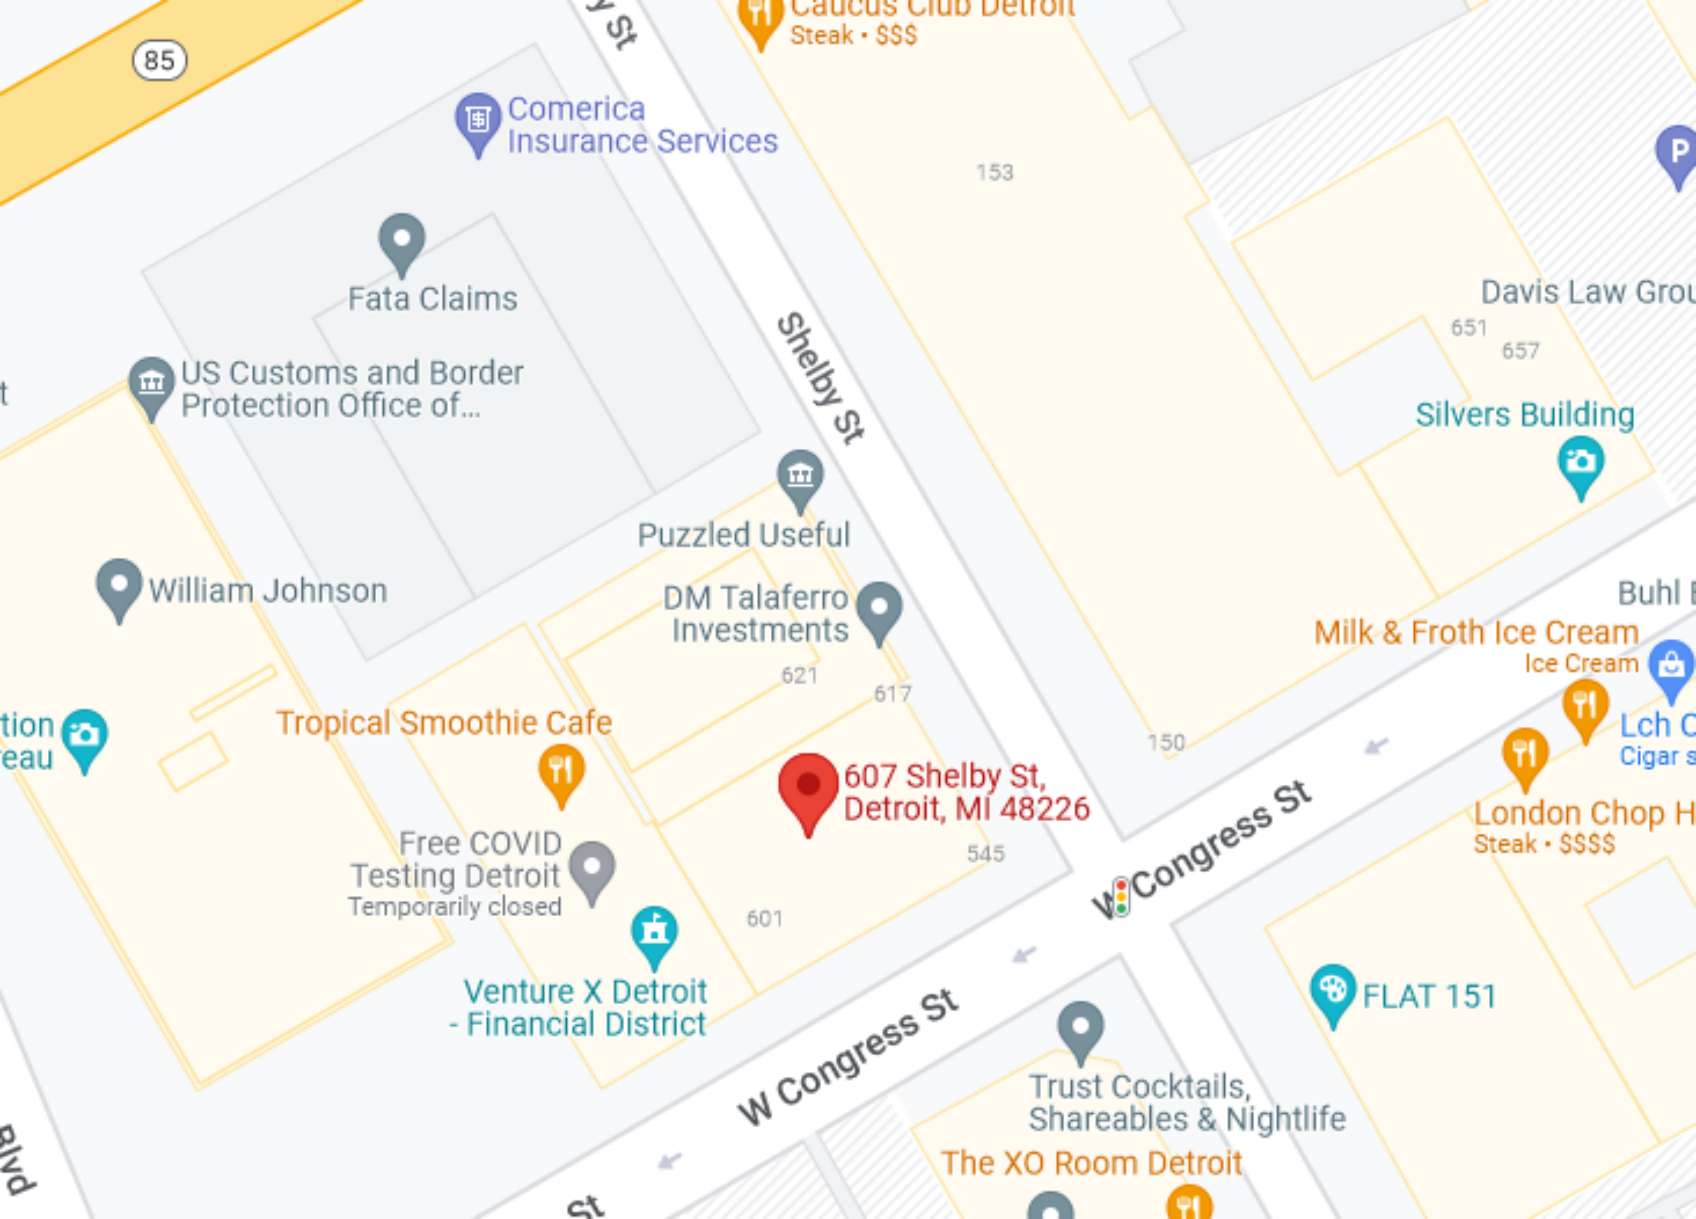 y St
Caucus Club Detroit
Steak • $$$
85
Comerica
Insurance Services
153
P
Fata Claims
Shelby St
Davis Law Grou
651
657
US Customs and Border
Protection Office of...
t
Silvers Building
Puzzled Useful
William Johnson
DM Talaferro
Investments
Buhl B
Milk & Froth Ice Cream
Ice Cream
621
617
Tropical Smoothie Cafe
tion
reau
150
Lch C
Cigar s
607 Shelby St,
Detroit, MI 48226
London Chop H
Steak • $$$$
Free COVID
Testing Detroit
Temporarily closed
545
W Congress St
601
Venture X Detroit
- Financial District
FLAT 151
W Congress St
Trust Cocktails,
Shareables & Nightlife
The XO Room Detroit
Blvd
St